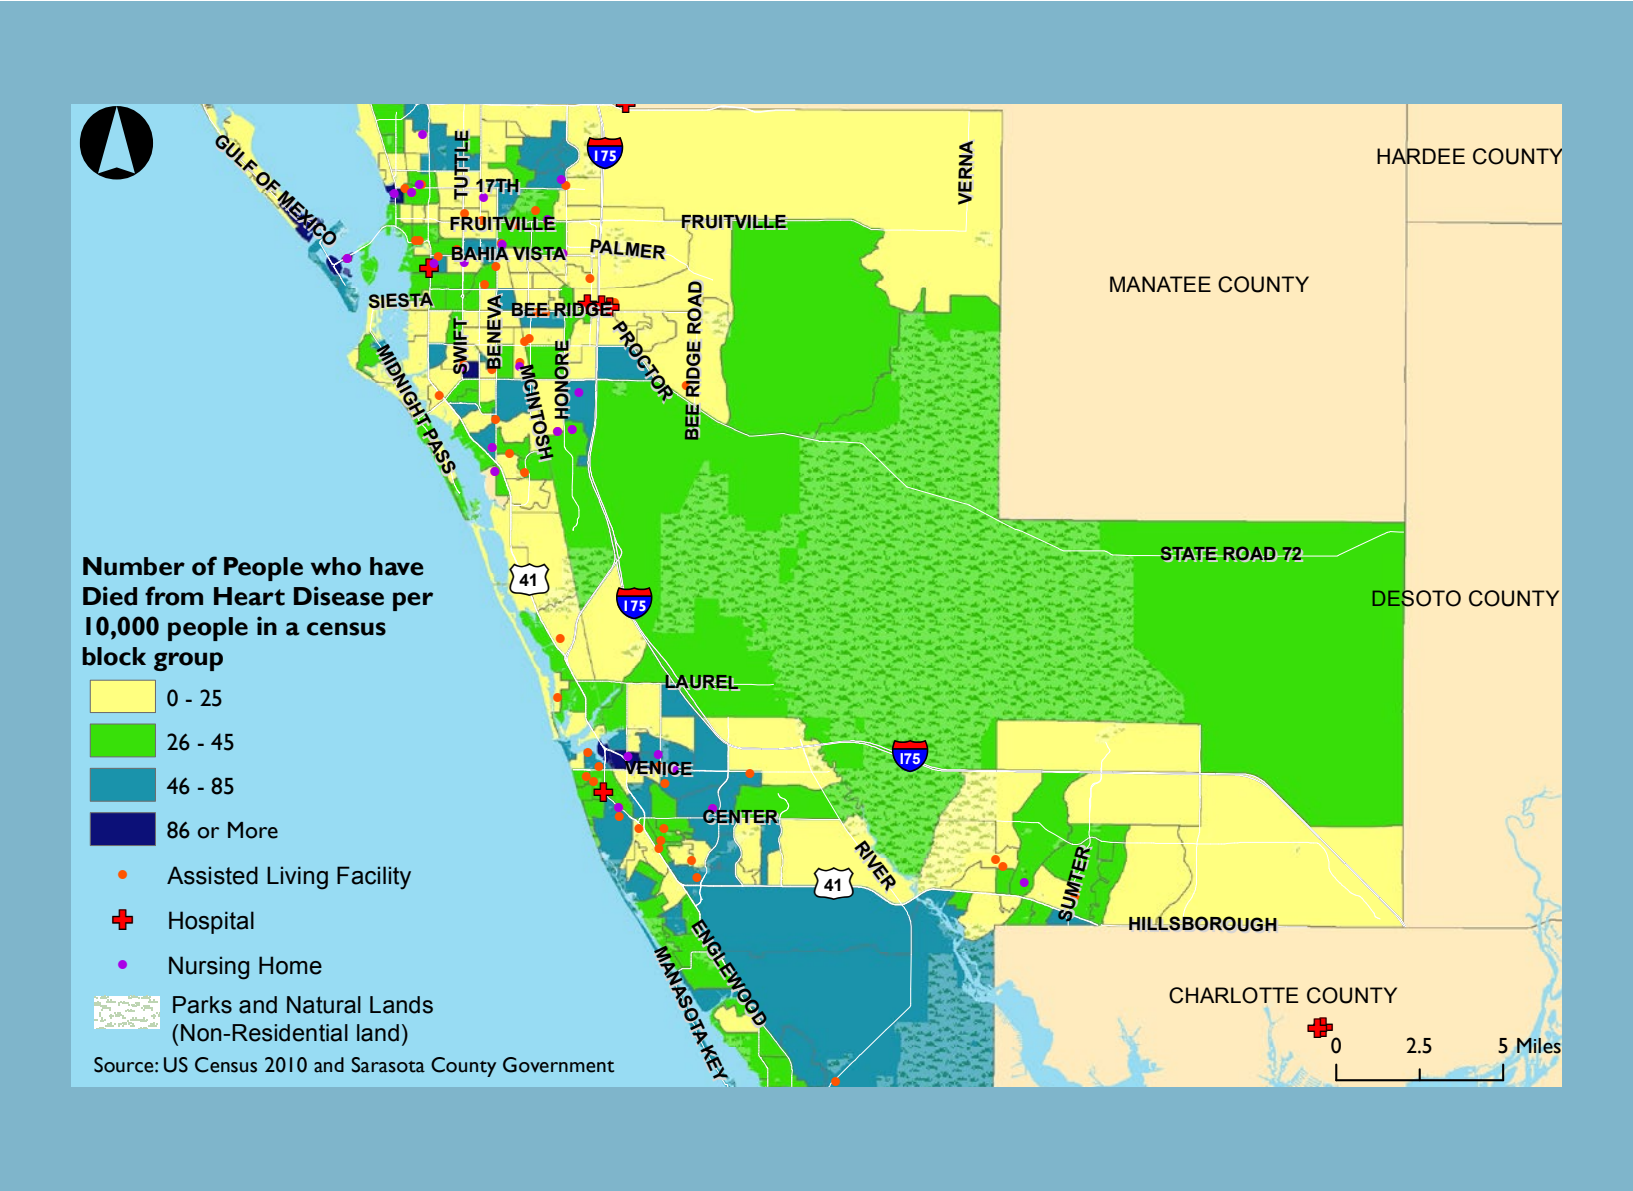 HARDEE COUNTY
GULF OF MEXICO
TUTTLE
175
17TH
VERNA
FRUITVILLE
FRUITVILLE
BAHIA VISTA
PALMER
MANATEE COUNTY
SIESTA
BEE RIDGE
SWIFT
BENEVA
MIDNIGHT PASS
MCINTOSH
HONORE
PROCTOR
BEE RIDGE ROAD
STATE ROAD 72
DESOTO COUNTY
41
175
LAUREL
175
VENICE
CENTER
RIVER
41
SUMTER
HILLSBOROUGH
ENGLEWOOD
MANASOTA KEY
CHARLOTTE COUNTY
0 2.5 5 Miles
Number of People who have
Died from Heart Disease per
10,000 people in a census
block group
0 - 25
26 - 45
46 - 85
86 or More
Assisted Living Facility
Hospital
Nursing Home
Parks and Natural Lands
(Non-Residential land)
Source: US Census 2010 and Sarasota County Government